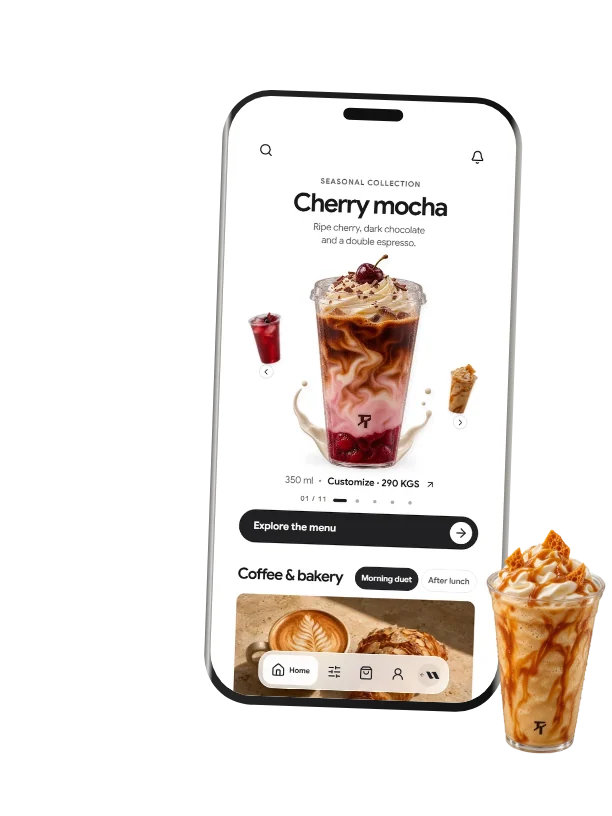 SEASONAL COLLECTION
Cherry mocha
Ripe cherry, dark chocolate
and a double espresso.
350 ml • Customize · 290 KGS
01 / 11
Explore the menu
Coffee & bakery
Morning duet
After lunch
Home